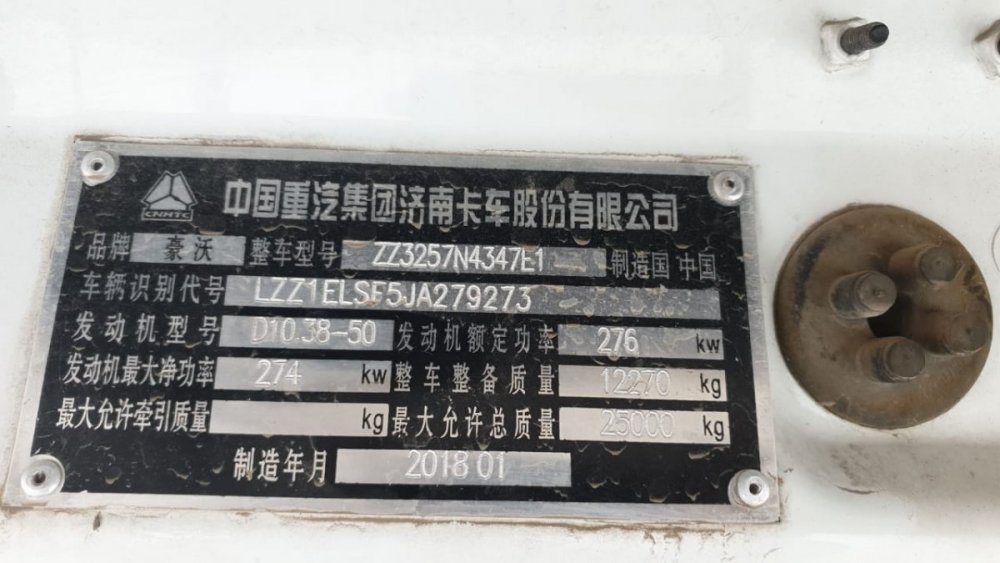 CNHTC 中国重汽集团济南卡车股份有限公司
品牌 豪沃 整车型号 ZZ3257N4347E1 制造国 中国
车辆识别代号 LZZ1ELSF5JA279273
发动机型号 D10.38-50 发动机额定功率 276 kw
发动机最大净功率 274 kw 整车整备质量 12270 kg
最大允许牵引质量 kg 最大允许总质量 25000 kg
制造年月 2018 01